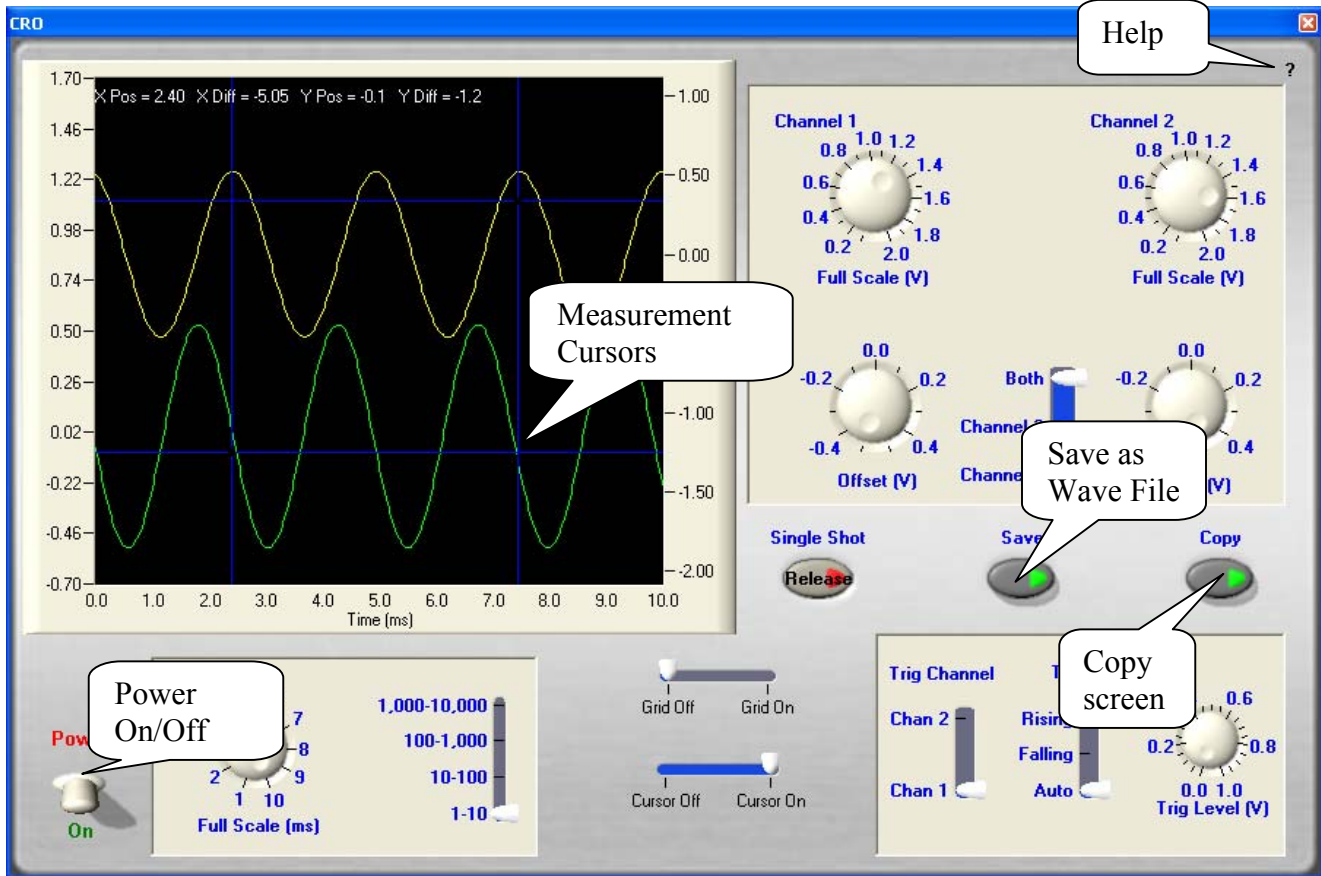 CRO
Help
?
1.70
1.46
1.22
0.98
0.74
0.50
0.26
0.02
-0.22
-0.46
-0.70
X Pos = 2.40 X Diff = -5.05 Y Pos = -0.1 Y Diff = -1.2
1.00
0.50
0.00
-1.00
-1.50
-2.00
0.0 1.0 2.0 3.0 4.0 5.0 6.0 7.0 8.0 9.0 10.0
Time (ms)
Measurement
Cursors
Channel 1
0.2 0.4 0.6 0.8 1.0 1.2 1.4 1.6 1.8 2.0
Full Scale (V)
Channel 2
0.2 0.4 0.6 0.8 1.0 1.2 1.4 1.6 1.8 2.0
Full Scale (V)
-0.4 -0.2 0.0 0.2 0.4
Offset (V)
Both
Channel
Channel
-0.2 0.0 0.2 0.4
(V)
Save as
Wave File
Single Shot
Release
Save
Copy
Copy
screen
Power
On/Off
On
1 2 7 8 9 10
Full Scale (ms)
1,000-10,000
100-1,000
10-100
1-10
Grid Off Grid On
Cursor Off Cursor On
Trig Channel
Chan 2
Chan 1
Rising
Falling
Auto
0.0 0.2 0.6 0.8 1.0
Trig Level (V)